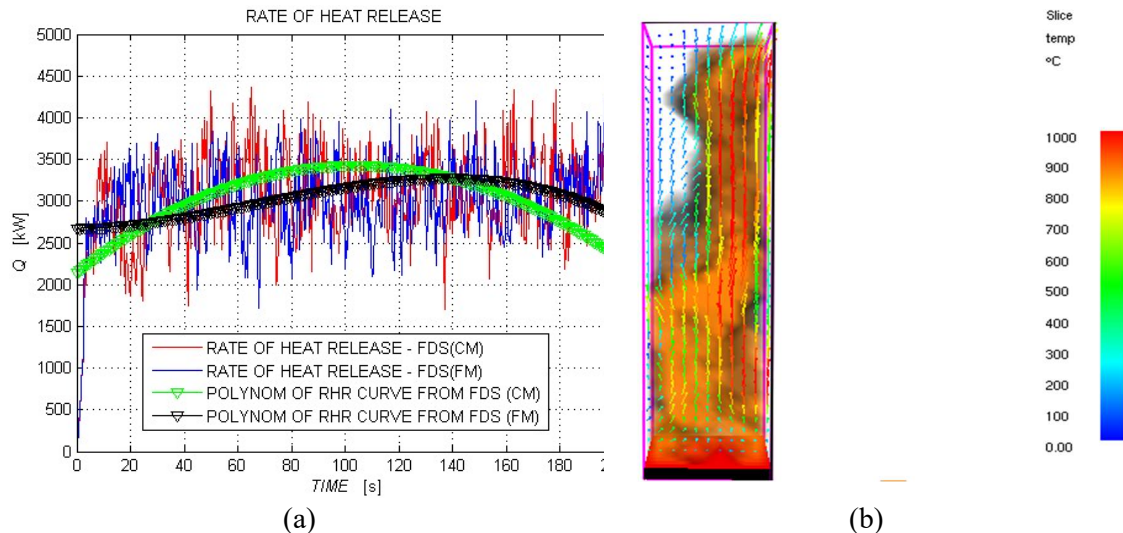 RATE OF HEAT RELEASE
5000
4500
4000
3500
3000
2500
2000
1500
1000
500
0
Q [kW]
RATE OF HEAT RELEASE - FDS(CM)
RATE OF HEAT RELEASE - FDS(FM)
POLYNOM OF RHR CURVE FROM FDS (CM)
POLYNOM OF RHR CURVE FROM FDS (FM)
0 20 40 60 80 100 120 140 160 180 2
TIME [s]
(a)
Slice
temp
ºC
1000
900
800
700
600
500
400
300
200
100
0.00
(b)